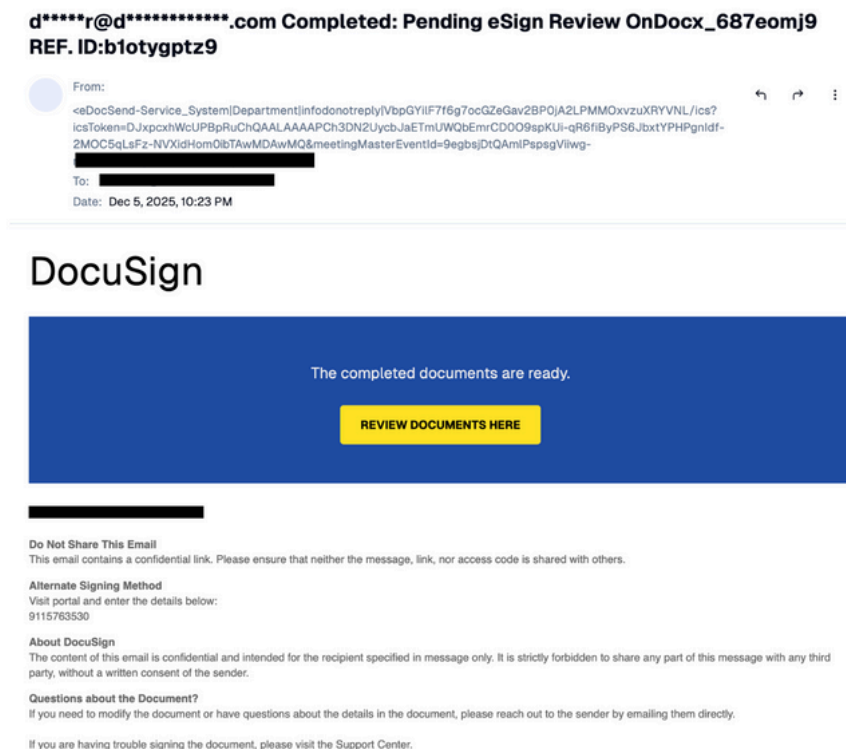 d*****r@d************.com Completed: Pending eSign Review OnDocx_687eomj9
REF. ID:b1otygptz9
From:
<eDocSend-Service_System|Department|infodonotreply|VbpGYiIF7f6g7ocGZeGav2BP0jA2LPMMOxvzuXRYVNL/ics?
icsToken=DJxpcxhWcUPBpRuChQAALAAAAPCh3DN2UycbJaETmUWQbEmrCD0O9spKUi-qR6fiByPS6JbxtYPHPgnIdf-
2MOC5qLsFz-NVXidHom0ibTAwMDAwMQ&meetingMasterEventId=9egbsjDtQAmlPspsgViiwg-
To:
Date: Dec 5, 2025, 10:23 PM
DocuSign
The completed documents are ready.
REVIEW DOCUMENTS HERE
Do Not Share This Email
This email contains a confidential link. Please ensure that neither the message, link, nor access code is shared with others.
Alternate Signing Method
Visit portal and enter the details below:
9115763530
About DocuSign
The content of this email is confidential and intended for the recipient specified in message only. It is strictly forbidden to share any part of this message with any third
party, without a written consent of the sender.
Questions about the Document?
If you need to modify the document or have questions about the details in the document, please reach out to the sender by emailing them directly.
If you are having trouble signing the document, please visit the Support Center.